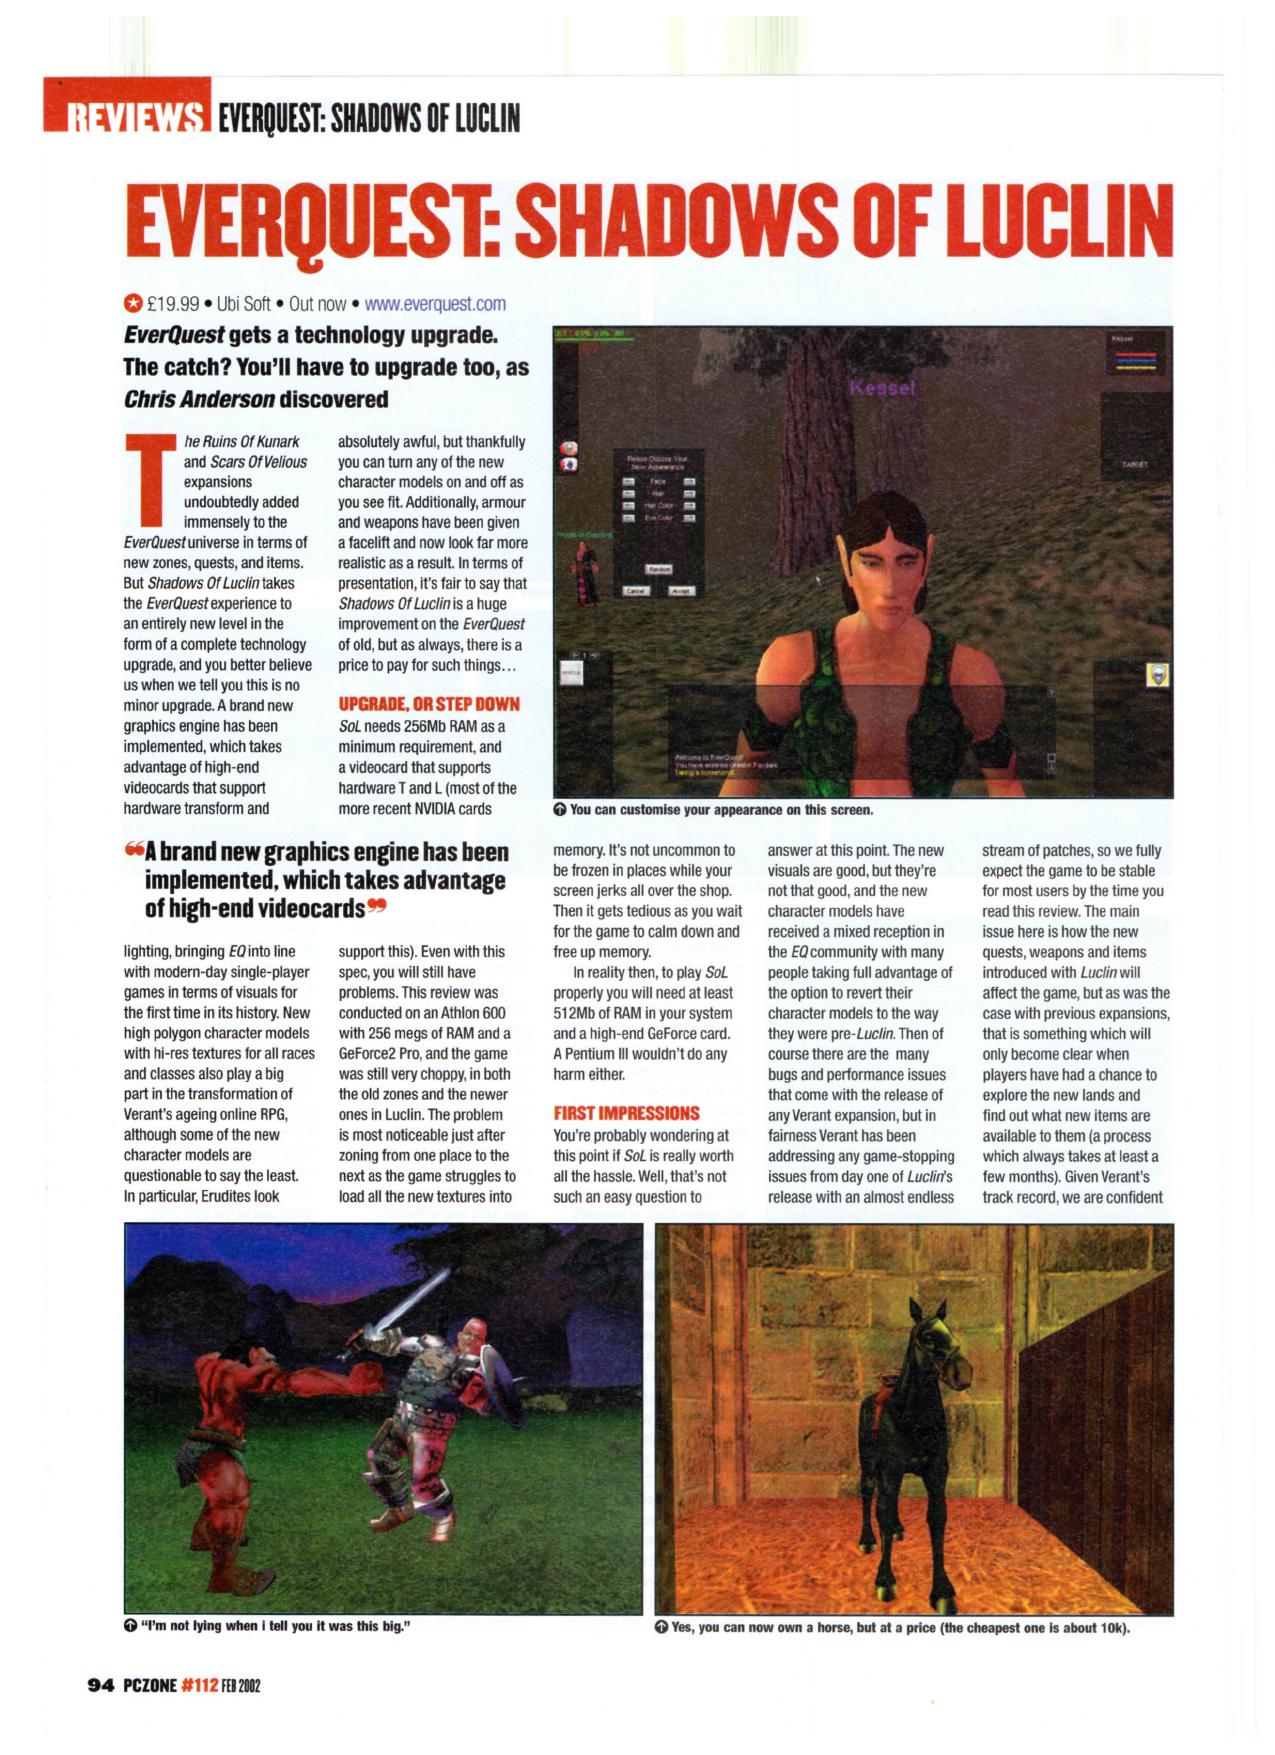 REVIEWS EVERQUEST: SHADOWS OF LUCLIN
EVERQUEST: SHADOWS OF LUCLIN
£19.99 • Ubi Soft • Out now • www.everquest.com
EverQuest gets a technology upgrade.
The catch? You'll have to upgrade too, as
Chris Anderson discovered
The Ruins Of Kunark
and Scars Of Velious
expansions
undoubtedly added
immensely to the
EverQuest universe in terms of
new zones, quests, and items.
But Shadows Of Luclin takes
the EverQuest experience to
an entirely new level in the
form of a complete technology
upgrade, and you better believe
us when we tell you this is no
minor upgrade. A brand new
graphics engine has been
implemented, which takes
advantage of high-end
videocards that support
hardware transform and
lighting, bringing EQ into line
with modern-day single-player
games in terms of visuals for
the first time in its history. New
high polygon character models
with hi-res textures for all races
and classes also play a big
part in the transformation of
Verant's ageing online RPG,
although some of the new
character models are
questionable to say the least.
In particular, Erudites look
absolutely awful, but thankfully
you can turn any of the new
character models on and off as
you see fit. Additionally, armour
and weapons have been given
a facelift and now look far more
realistic as a result. In terms of
presentation, it's fair to say that
Shadows Of Luclin is a huge
improvement on the EverQuest
of old, but as always, there is a
price to pay for such things...
UPGRADE, OR STEP DOWN
SoL needs 256Mb RAM as a
minimum requirement, and
a videocard that supports
hardware T and L (most of the
more recent NVIDIA cards
support this). Even with this
spec, you will still have
problems. This review was
conducted on an Athlon 600
with 256 megs of RAM and a
GeForce2 Pro, and the game
was still very choppy, in both
the old zones and the newer
ones in Luclin. The problem
is most noticeable just after
zoning from one place to the
next as the game struggles to
load all the new textures into
“A brand new graphics engine has been
implemented, which takes advantage
of high-end videocards”
Kessel
Kessel
TARGET
Please Choose Your
New Appearance
Face
Hair
Hair Color
Eye Color
Random
Cancel Accept
Welcome to EverQuest!
You have entered Greater Faydark.
Taking a screenshot...
You can customise your appearance on this screen.
memory. It's not uncommon to
be frozen in places while your
screen jerks all over the shop.
Then it gets tedious as you wait
for the game to calm down and
free up memory.
In reality then, to play SoL
properly you will need at least
512Mb of RAM in your system
and a high-end GeForce card.
A Pentium III wouldn't do any
harm either.
FIRST IMPRESSIONS
You're probably wondering at
this point if SoL is really worth
all the hassle. Well, that's not
such an easy question to
answer at this point. The new
visuals are good, but they're
not that good, and the new
character models have
received a mixed reception in
the EQ community with many
people taking full advantage of
the option to revert their
character models to the way
they were pre-Luclin. Then of
course there are the many
bugs and performance issues
that come with the release of
any Verant expansion, but in
fairness Verant has been
addressing any game-stopping
issues from day one of Luclin's
release with an almost endless
stream of patches, so we fully
expect the game to be stable
for most users by the time you
read this review. The main
issue here is how the new
quests, weapons and items
introduced with Luclin will
affect the game, but as was the
case with previous expansions,
that is something which will
only become clear when
players have had a chance to
explore the new lands and
find out what new items are
available to them (a process
which always takes at least a
few months). Given Verant's
track record, we are confident
“I'm not lying when i tell you it was this big.”
Yes, you can now own a horse, but at a price (the cheapest one is about 10k).
94 PCZONE #112 FEB 2002